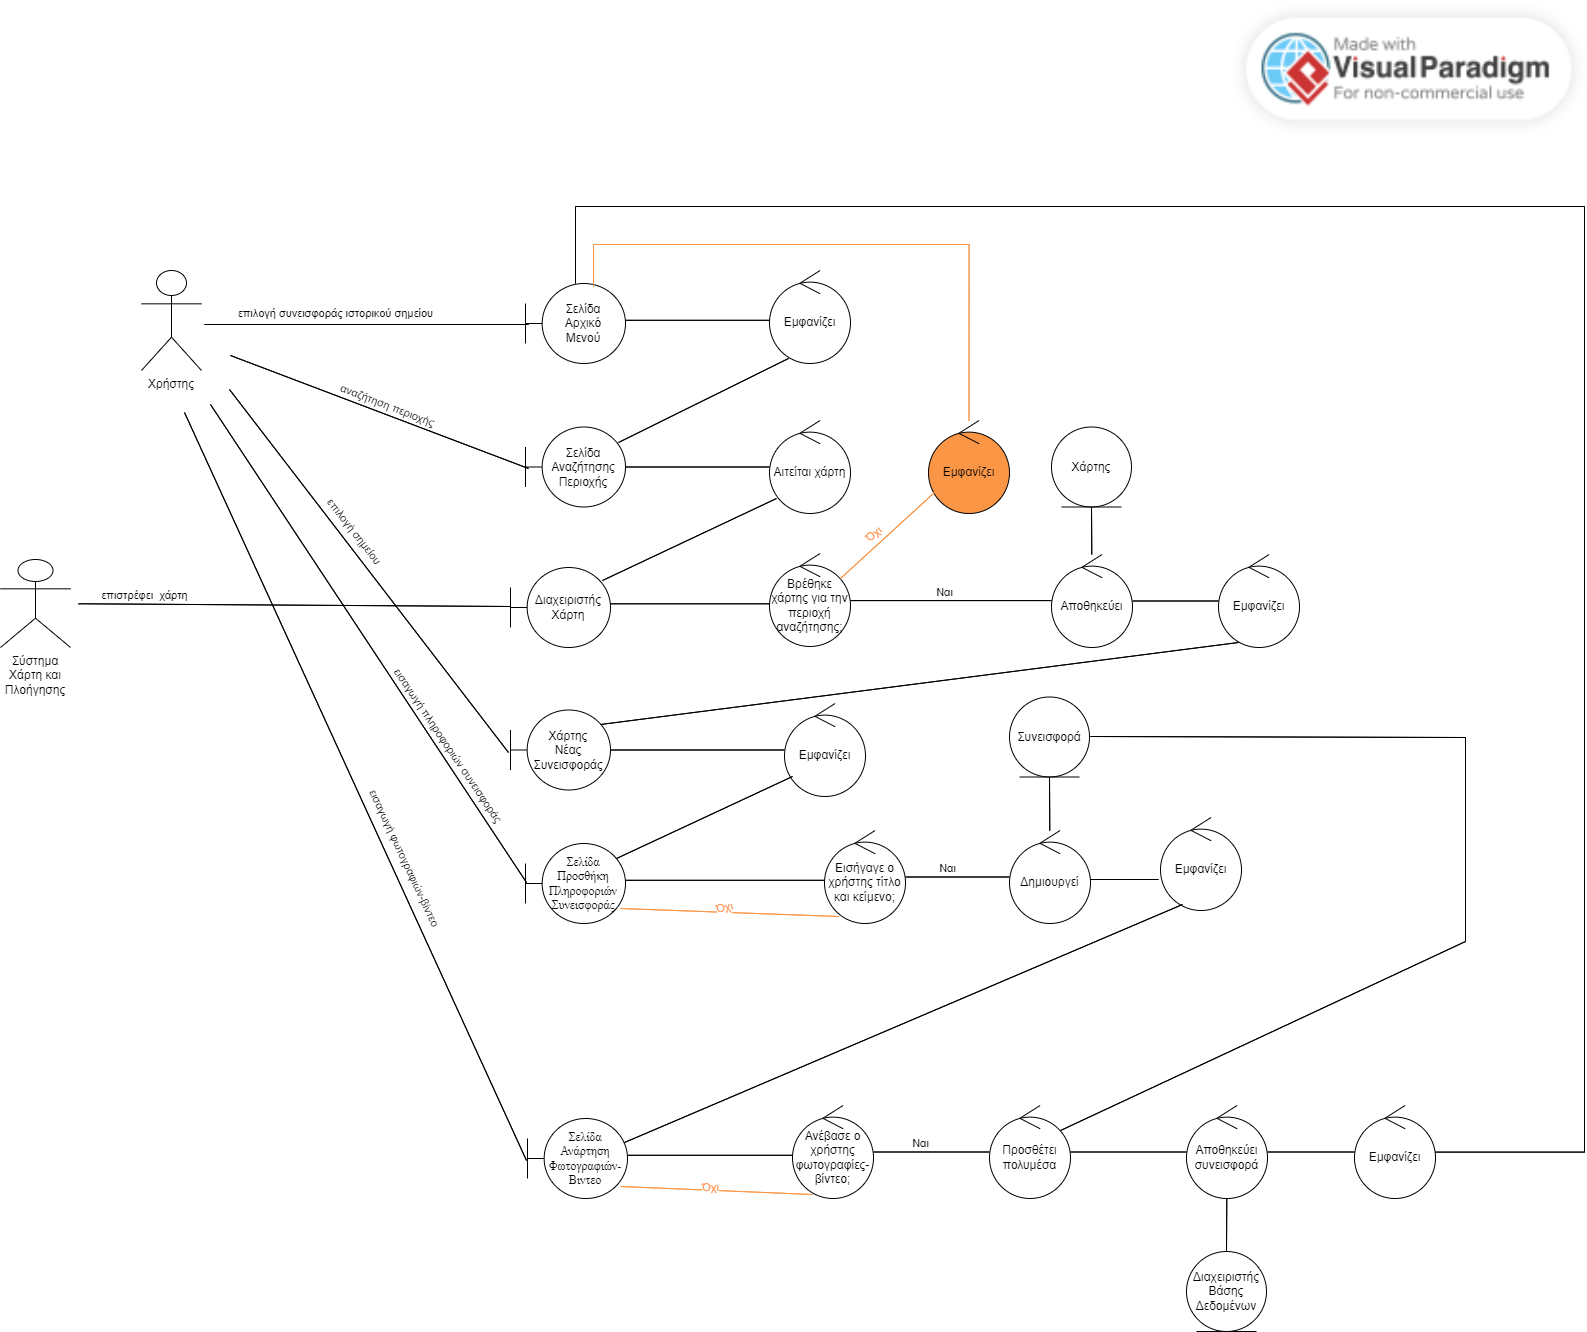 Made with
Visual Paradigm
For non-commercial use
επιλογή συνεισφοράς ιστορικού σημείου
Σελίδα
Αρχικό
Μενού
Εμφανίζει
Χρήστης
αναζήτηση περιοχής
Σελίδα
Αναζήτησης
Περιοχής
Αιτείται χάρτη
Εμφανίζει
Χάρτης
επιλογή σημείου
Όχι
επιστρέφει χάρτη
Διαχειριστής
Χάρτη
Βρέθηκε
χάρτης για την
περιοχή
αναζήτησης;
Ναι
Αποθηκεύει
Εμφανίζει
Σύστημα
Χάρτη και
Πλοήγησης
εισαγωγή πληροφοριών συνεισφοράς
Χάρτης
Νέας
Συνεισφοράς
Εμφανίζει
Συνεισφορά
εισαγωγή φωτογραφιών-βίντεο
Σελίδα
Προσθήκη
Πληροφοριών
Συνεισφοράς
Όχι
Εισήγαγε ο
χρήστης τίτλο
και κείμενο;
Ναι
Δημιουργεί
Εμφανίζει
Σελίδα
Ανάρτηση
Φωτογραφιών-
Βιντεο
Όχι
Ανέβασε ο
χρήστης
φωτογραφίες-
βίντεο;
Ναι
Προσθέτει
πολυμέσα
Αποθηκεύει
συνεισφορά
Εμφανίζει
Διαχειριστής
Βάσης
Δεδομένων